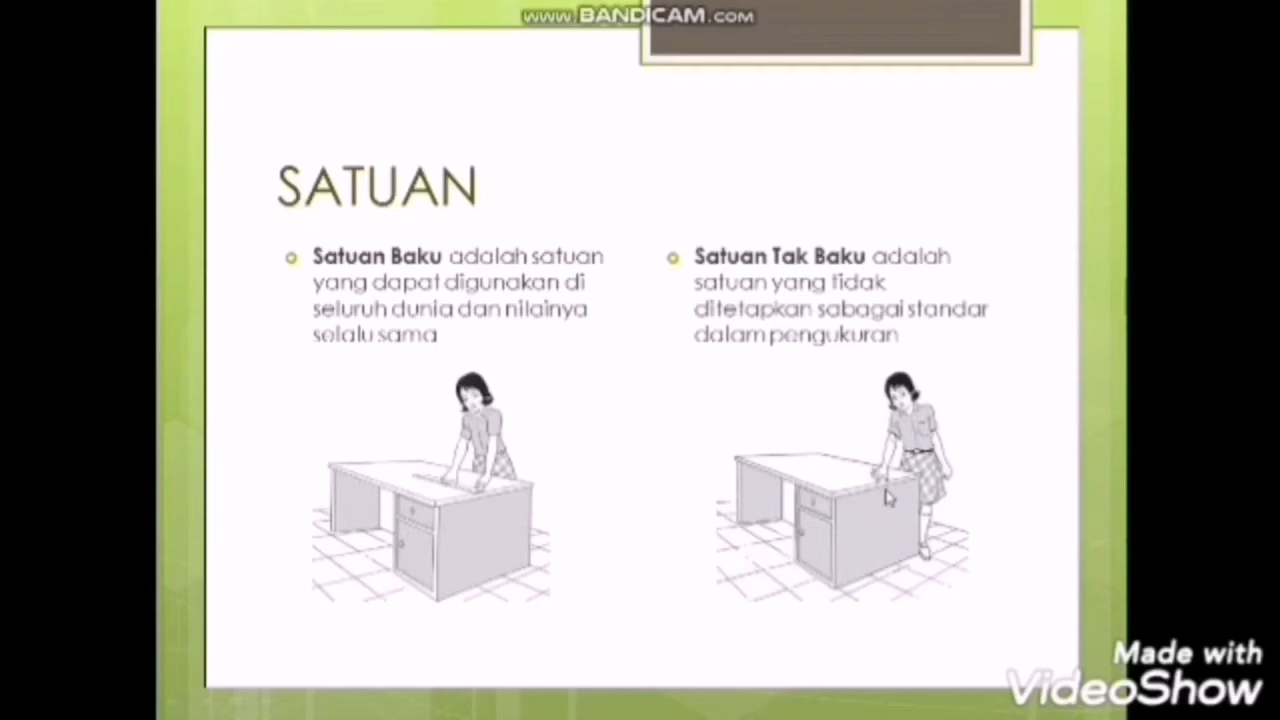 www.BANDICAM.com
SATUAN
Satuan Baku adalah satuan
yang dapat digunakan di
seluruh dunia dan nilainya
selalu sama
Satuan Tak Baku adalah
satuan yang tidak
ditetapkan sabagai standar
dalam pengukuran
Made with
VideoShow